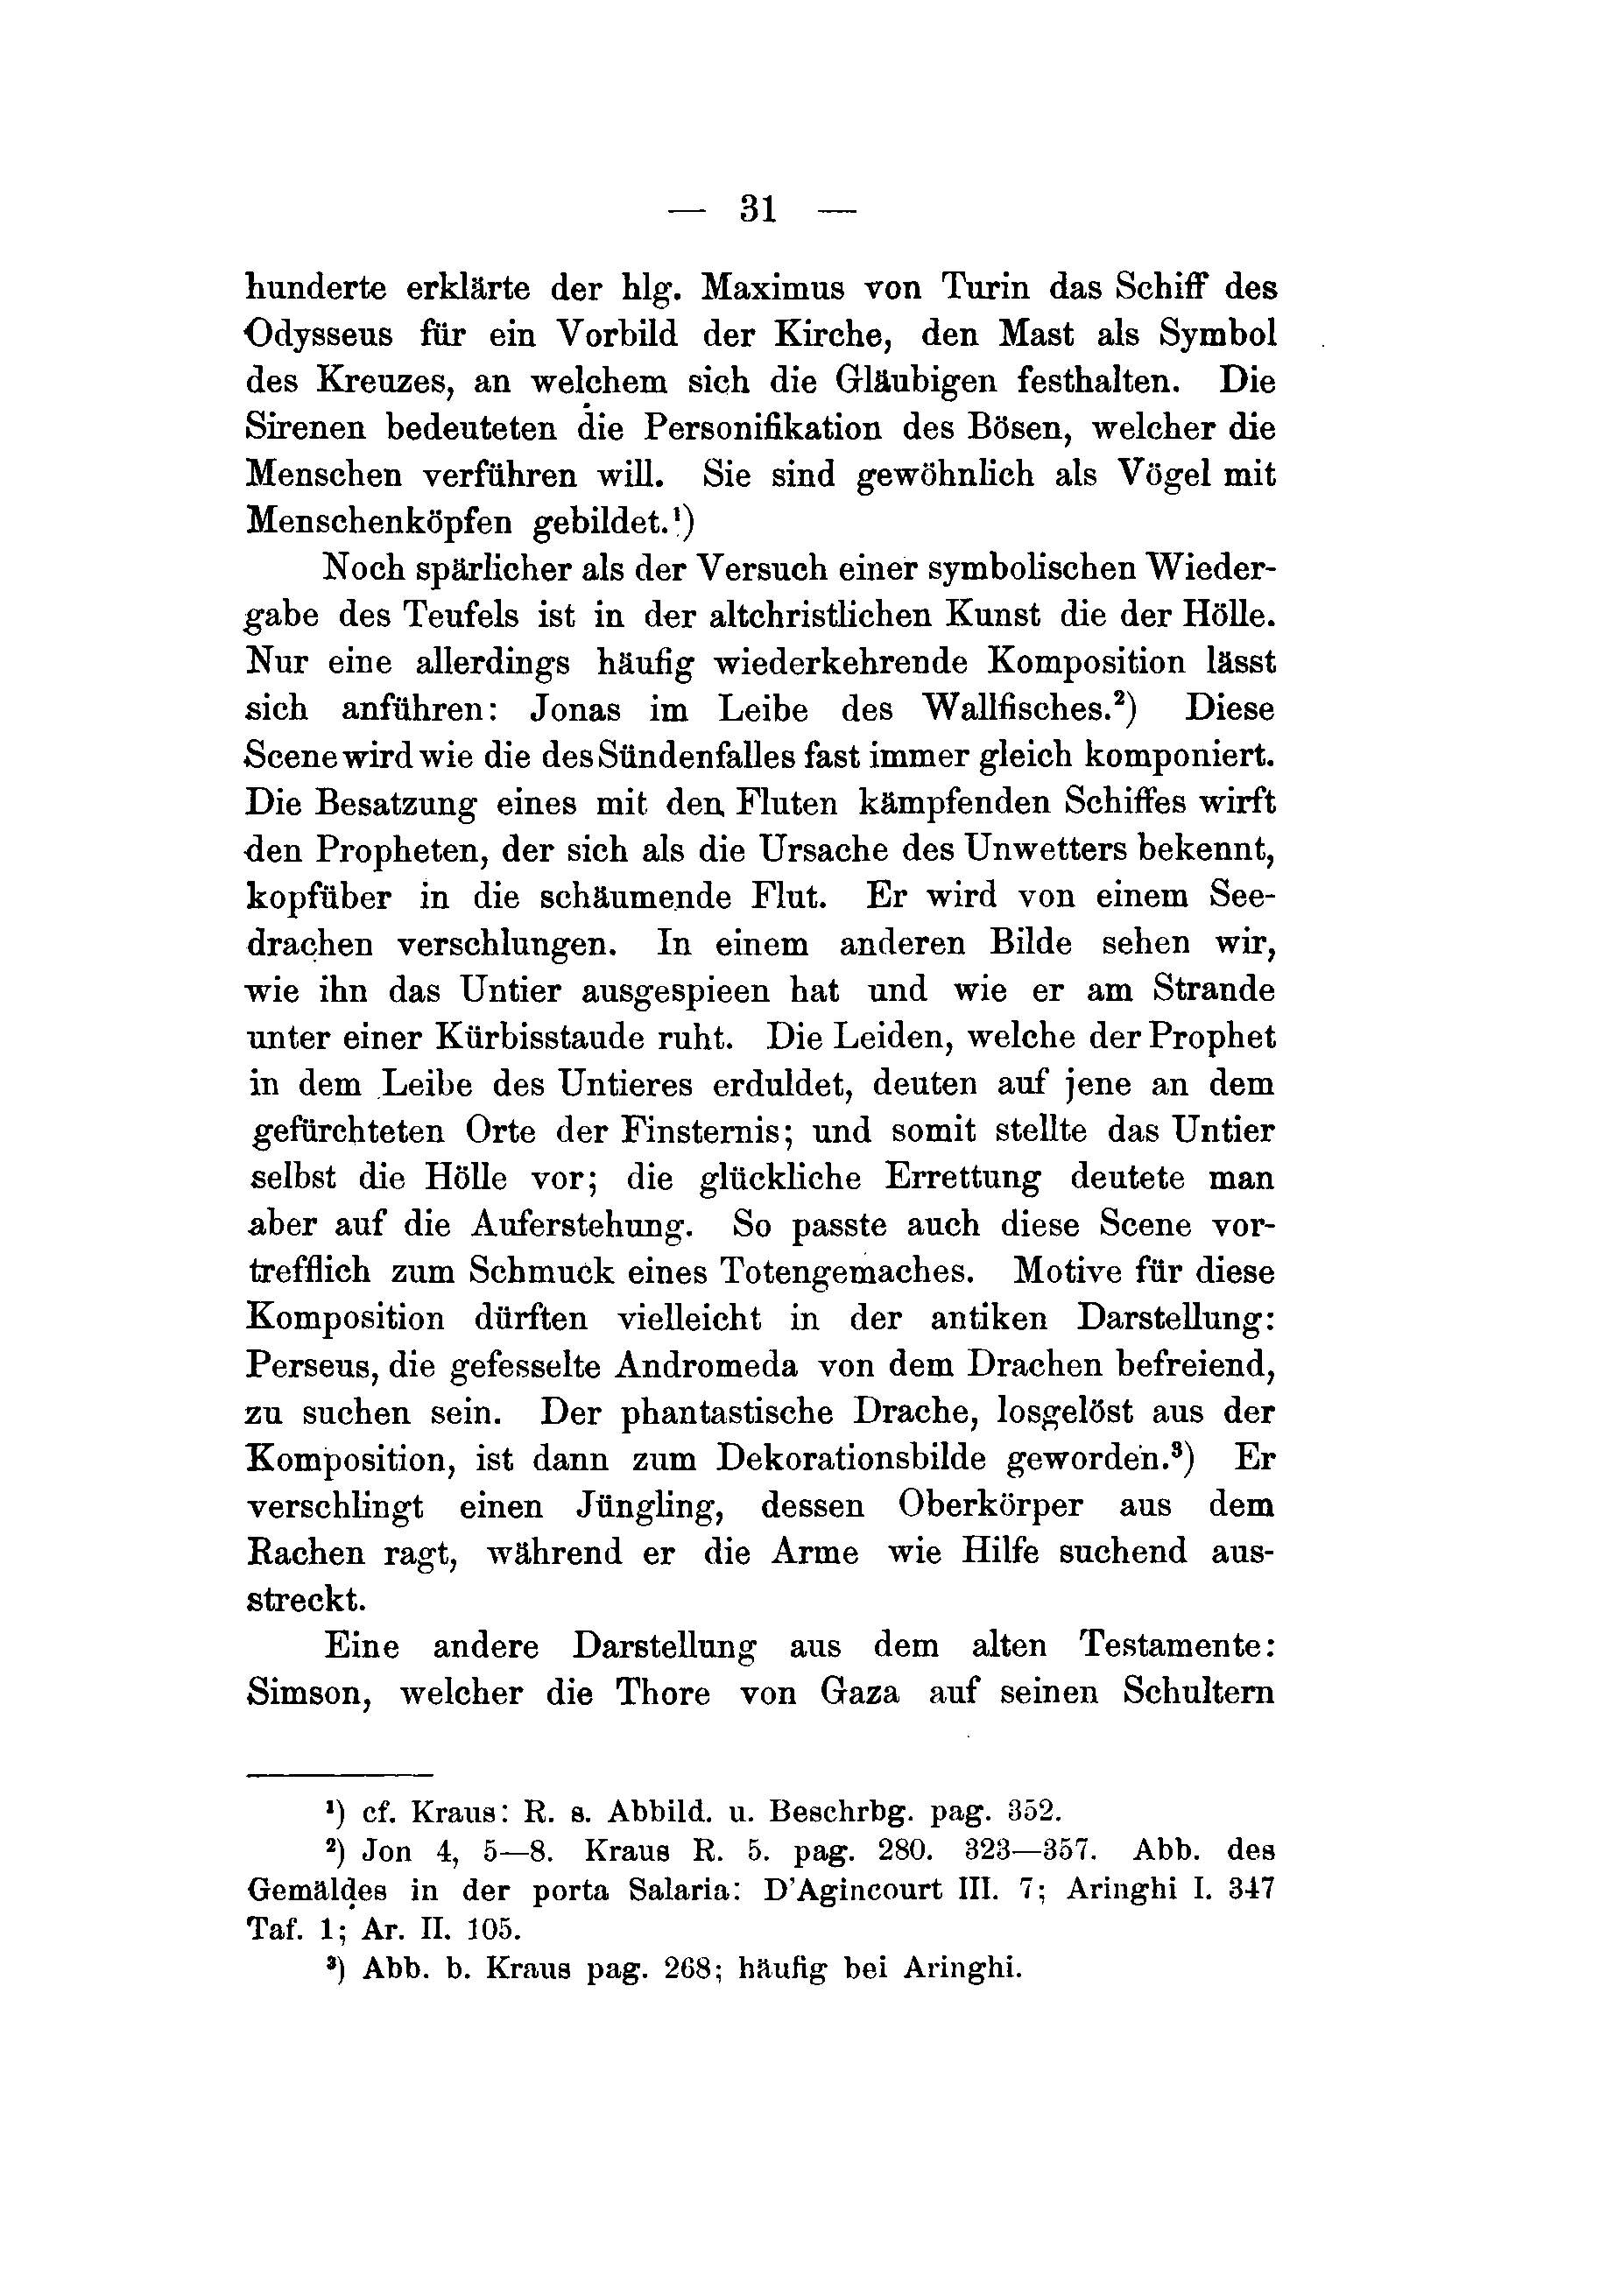 — 31 —
hunderte erklärte der hlg. Maximus von Turin das Schiff des
Odysseus für ein Vorbild der Kirche, den Mast als Symbol
des Kreuzes, an welchem sich die Gläubigen festhalten. Die
Sirenen bedeuteten die Personifikation des Bösen, welcher die
Menschen verführen will. Sie sind gewöhnlich als Vögel mit
Menschenköpfen gebildet.¹)
Noch spärlicher als der Versuch einer symbolischen Wieder-
gabe des Teufels ist in der altchristlichen Kunst die der Hölle.
Nur eine allerdings häufig wiederkehrende Komposition lässt
sich anführen: Jonas im Leibe des Wallfisches.²) Diese
Scene wird wie die des Sündenfalles fast immer gleich komponiert.
Die Besatzung eines mit den Fluten kämpfenden Schiffes wirft
den Propheten, der sich als die Ursache des Unwetters bekennt,
kopfüber in die schäumende Flut. Er wird von einem See-
drachen verschlungen. In einem anderen Bilde sehen wir,
wie ihn das Untier ausgespieen hat und wie er am Strande
unter einer Kürbisstaude ruht. Die Leiden, welche der Prophet
in dem Leibe des Untieres erduldet, deuten auf jene an dem
gefürchteten Orte der Finsternis; und somit stellte das Untier
selbst die Hölle vor; die glückliche Errettung deutete man
aber auf die Auferstehung. So passte auch diese Scene vor-
trefflich zum Schmuck eines Totengemaches. Motive für diese
Komposition dürften vielleicht in der antiken Darstellung:
Perseus, die gefesselte Andromeda von dem Drachen befreiend,
zu suchen sein. Der phantastische Drache, losgelöst aus der
Komposition, ist dann zum Dekorationsbilde geworden.³) Er
verschlingt einen Jüngling, dessen Oberkörper aus dem
Rachen ragt, während er die Arme wie Hilfe suchend aus-
streckt.
Eine andere Darstellung aus dem alten Testamente:
Simson, welcher die Thore von Gaza auf seinen Schultern
¹) cf. Kraus: R. s. Abbild. u. Beschrbg. pag. 352.
²) Jon 4, 5—8. Kraus R. 5. pag. 280. 323—357. Abb. des
Gemäldes in der porta Salaria: D'Agincourt III. 7; Aringhi I. 347
Taf. 1; Ar. II. 105.
³) Abb. b. Kraus pag. 268; häufig bei Aringhi.